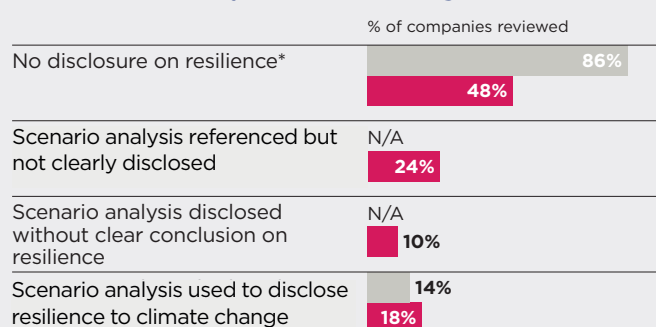 % of companies reviewed
No disclosure on resilience*
86%
48%
Scenario analysis referenced but
not clearly disclosed
N/A
24%
Scenario analysis disclosed
without clear conclusion on
resilience
N/A
10%
Scenario analysis used to disclose
resilience to climate change
14%
18%